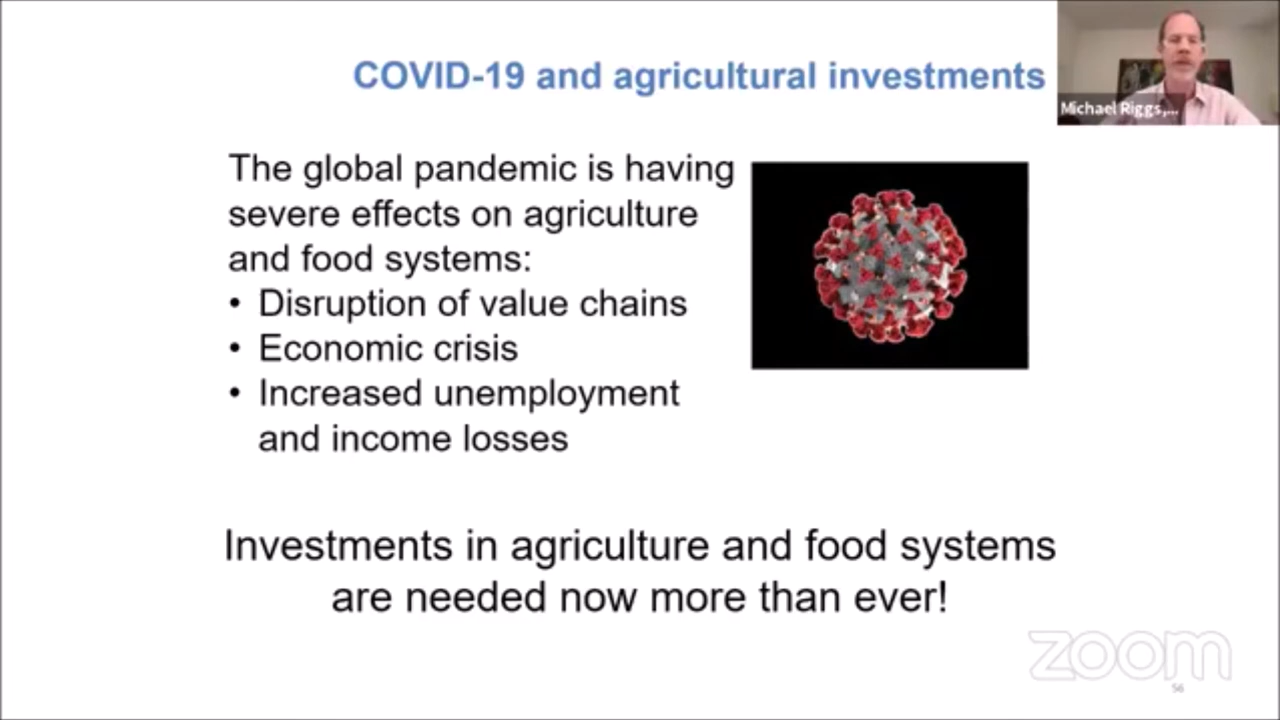 COVID-19 and agricultural investments
Michael Riggs,...
The global pandemic is having
severe effects on agriculture
and food systems:
• Disruption of value chains
• Economic crisis
• Increased unemployment
and income losses
Investments in agriculture and food systems
are needed now more than ever!
zoom
56